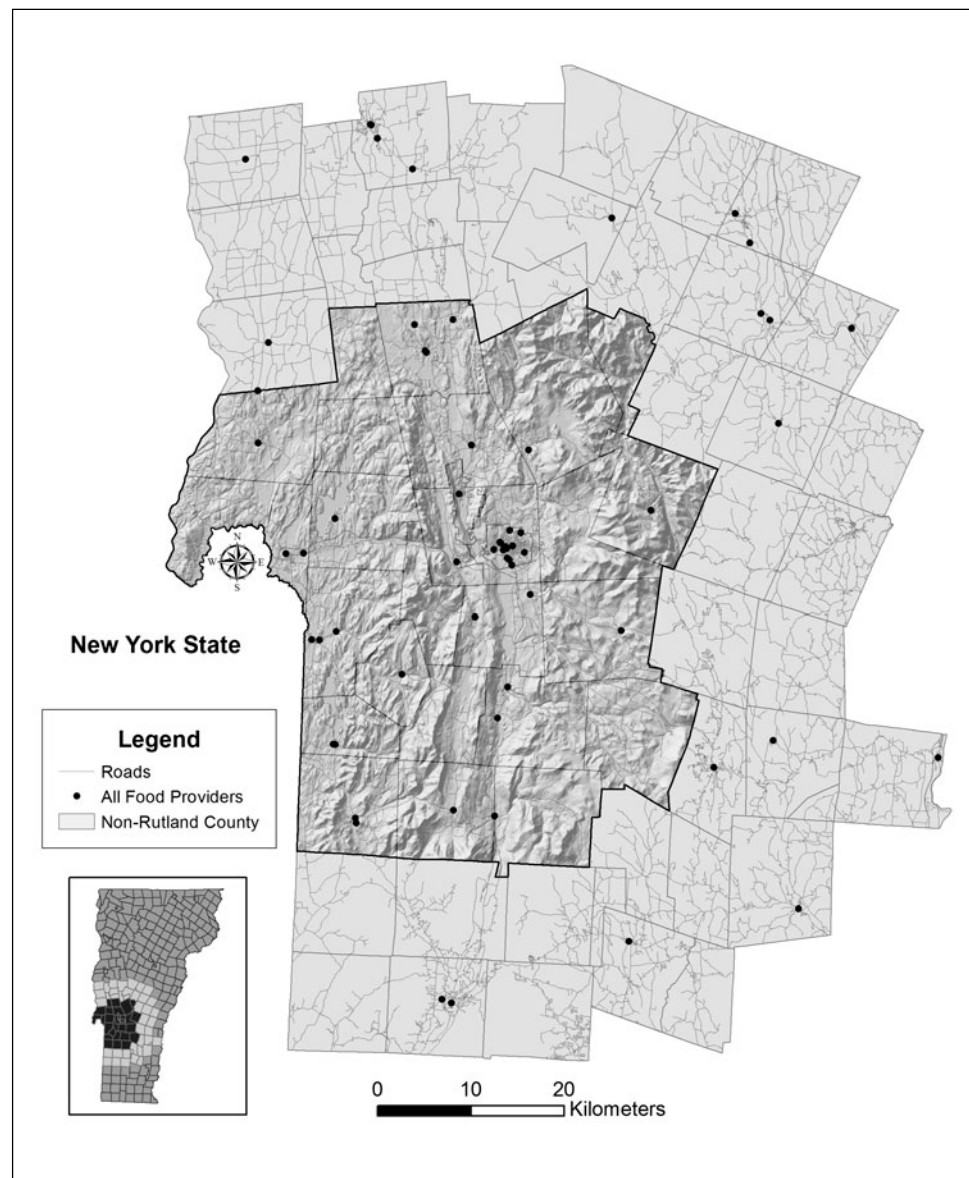 N
W E
S
New York State
Legend
Roads
All Food Providers
Non-Rutland County
0 10 20
Kilometers